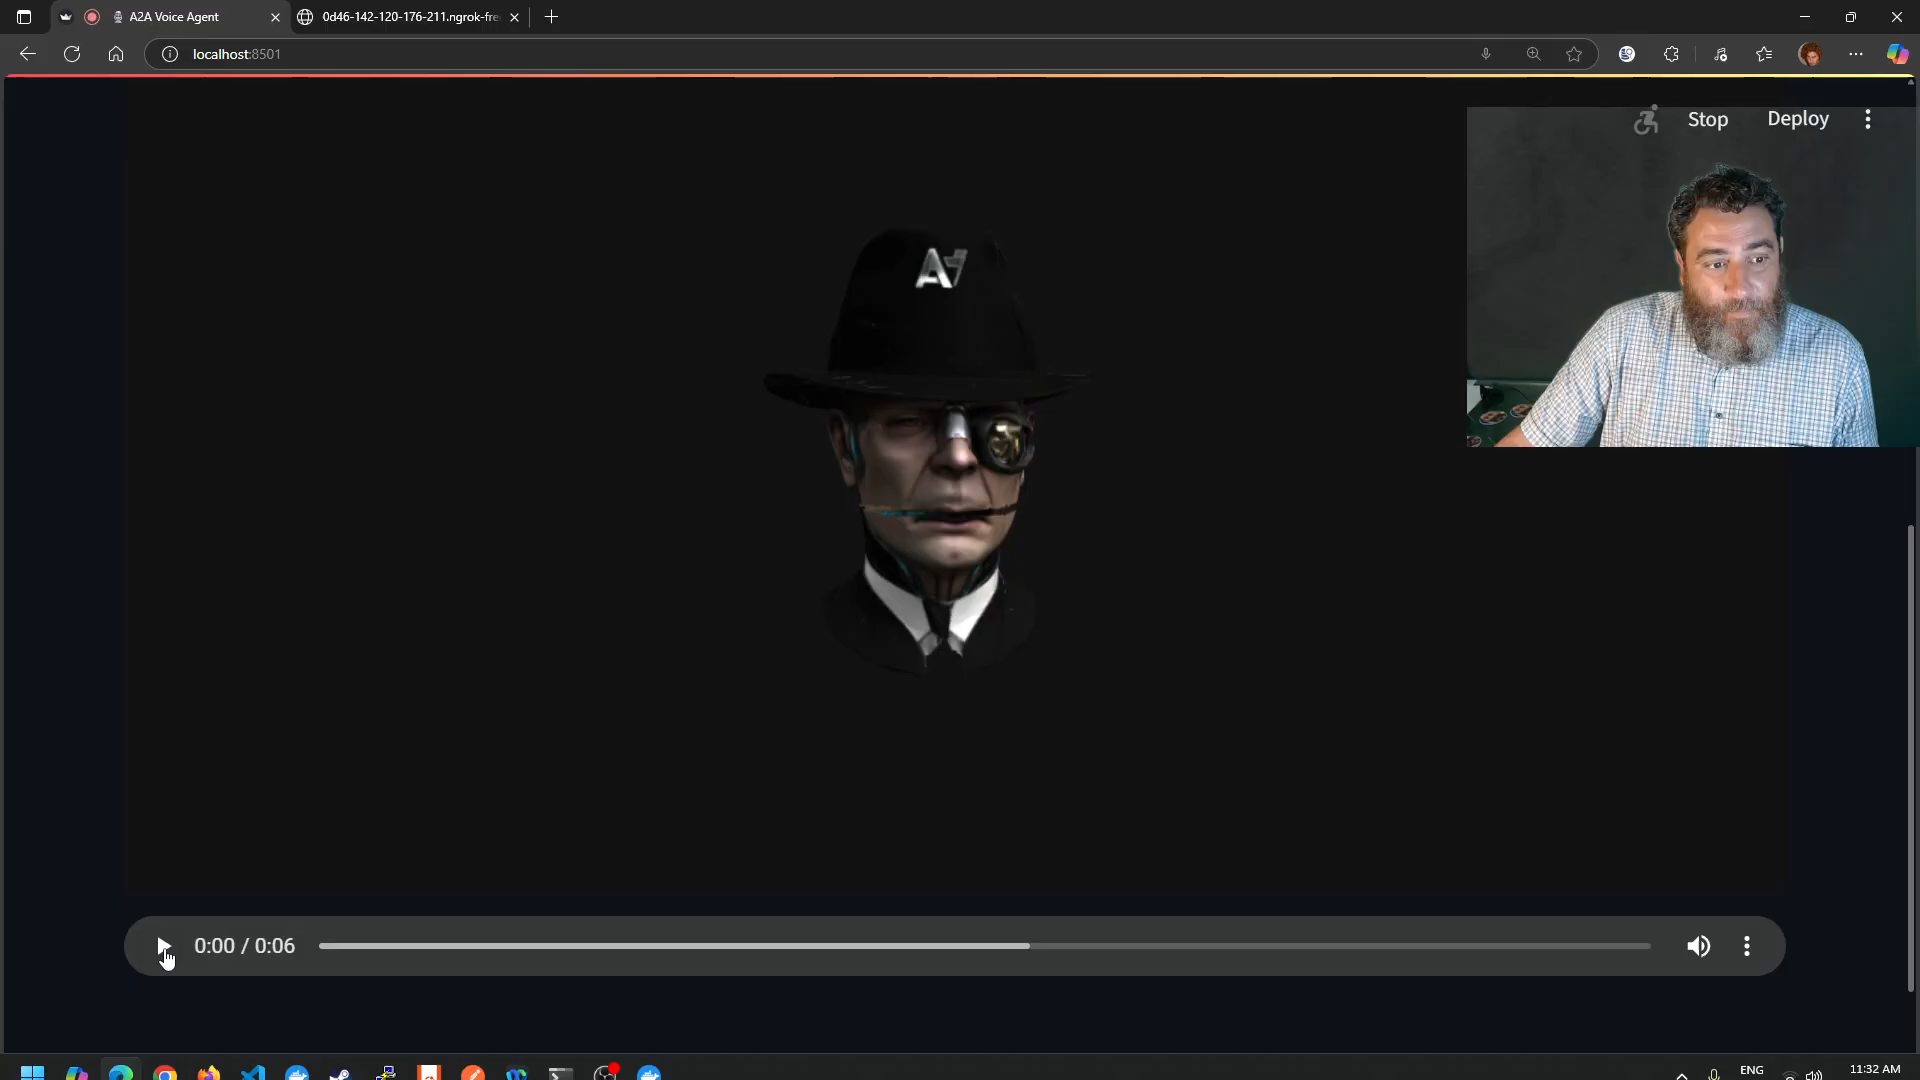 A2A Voice Agent
0d46-142-120-176-211.ngrok-fre
localhost:8501
Stop
Deploy
0:00 / 0:06
ENG
11:32 AM